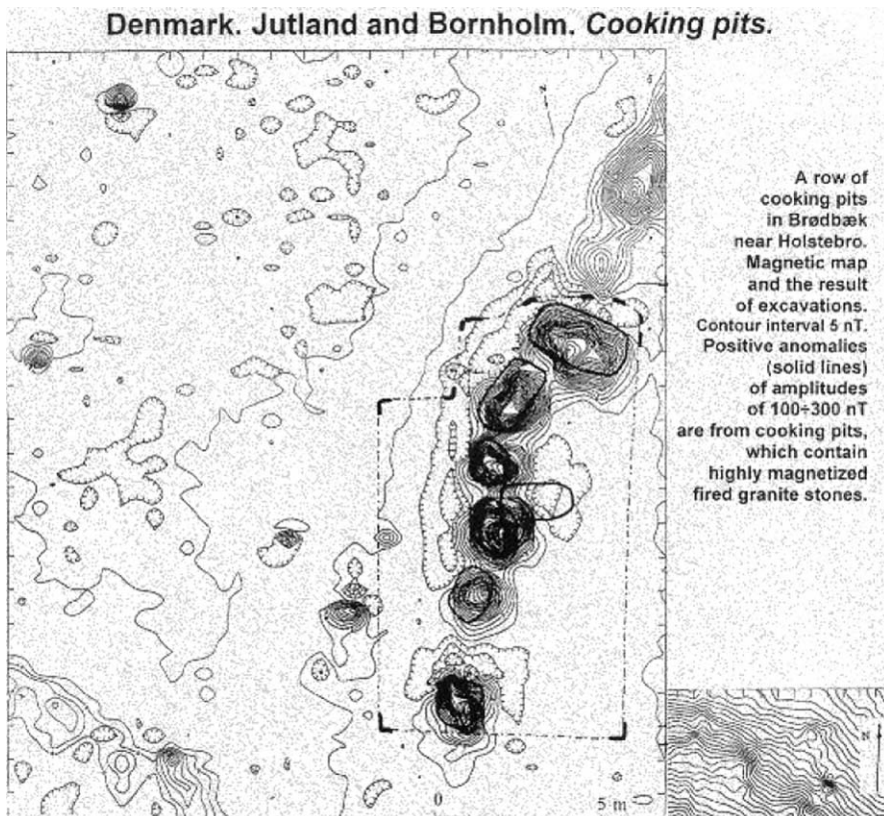 Denmark. Jutland and Bornholm. Cooking pits.
N
A row of
cooking pits
in Brødbæk
near Holstebro.
Magnetic map
and the result
of excavations.
Contour interval 5 nT.
Positive anomalies
(solid lines)
of amplitudes
of 100÷300 nT
are from cooking pits,
which contain
highly magnetized
fired granite stones.
N
0
5 m